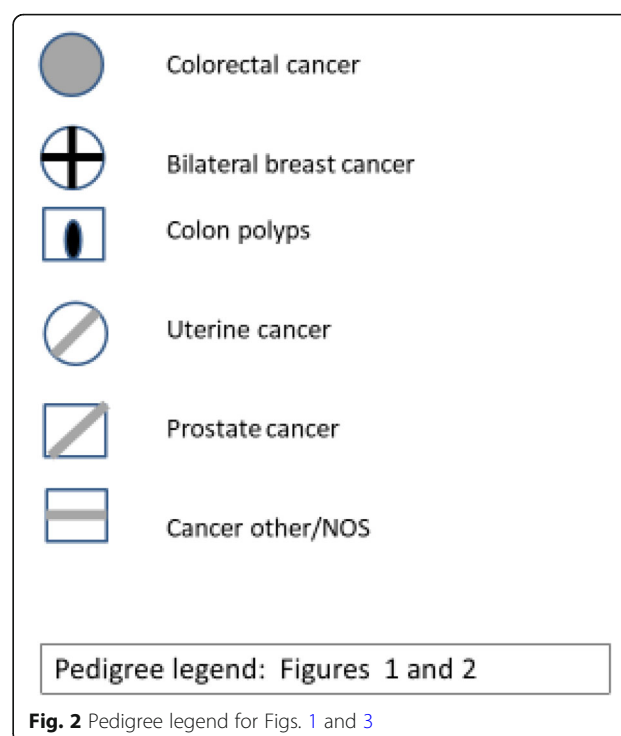 Colorectal cancer
Bilateral breast cancer
Colon polyps
Uterine cancer
Prostate cancer
Cancer other/NOS
Pedigree legend: Figures 1 and 2
Fig. 2 Pedigree legend for Figs. 1 and 3